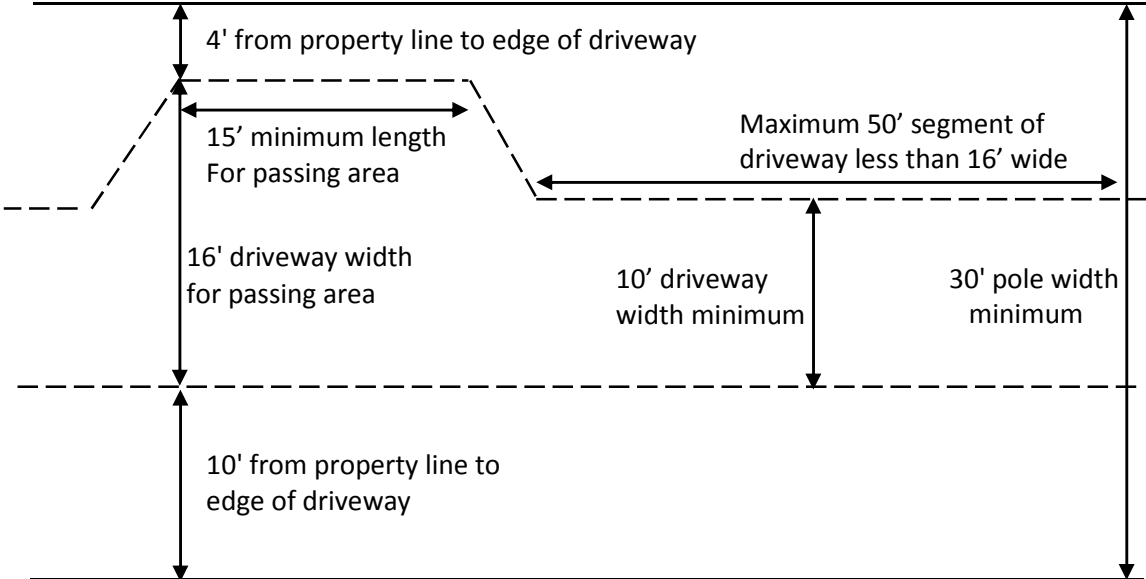 4' from property line to edge of driveway
15’ minimum length
For passing area
Maximum 50’ segment of
driveway less than 16’ wide
16' driveway width
for passing area
10’ driveway
width minimum
30' pole width
minimum
10' from property line to
edge of driveway